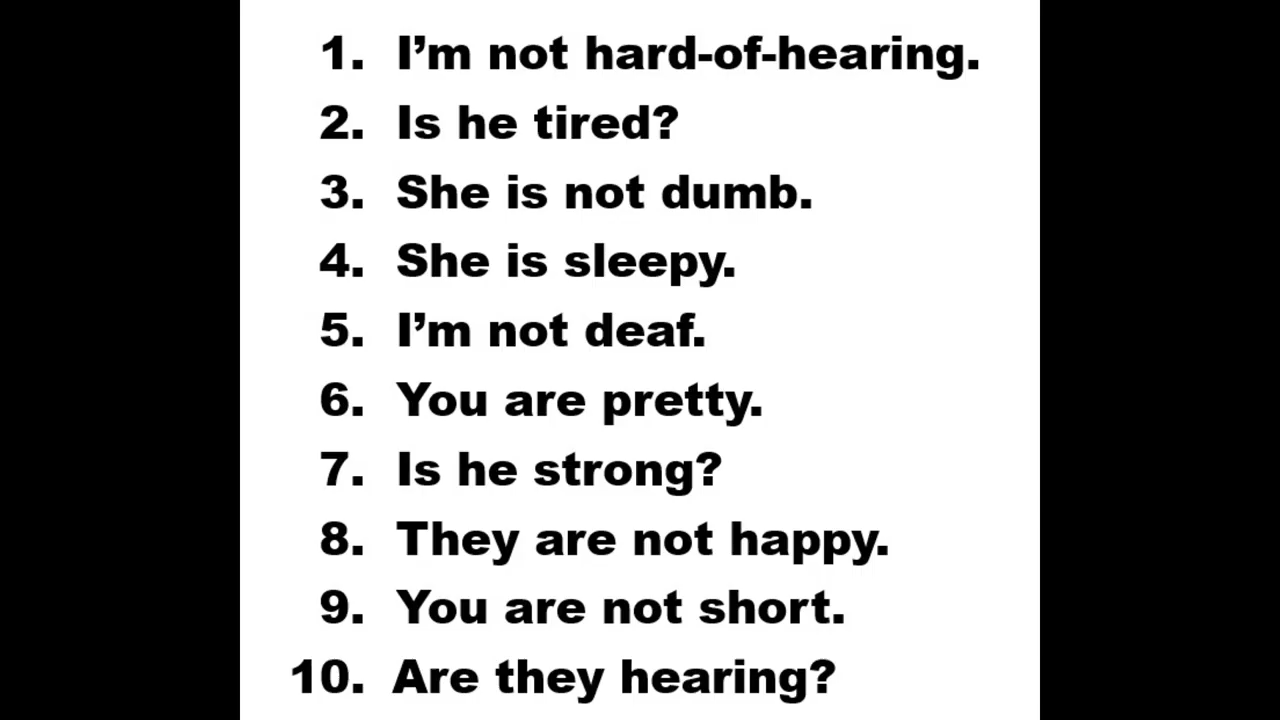 1. I’m not hard-of-hearing.
2. Is he tired?
3. She is not dumb.
4. She is sleepy.
5. I’m not deaf.
6. You are pretty.
7. Is he strong?
8. They are not happy.
9. You are not short.
10. Are they hearing?